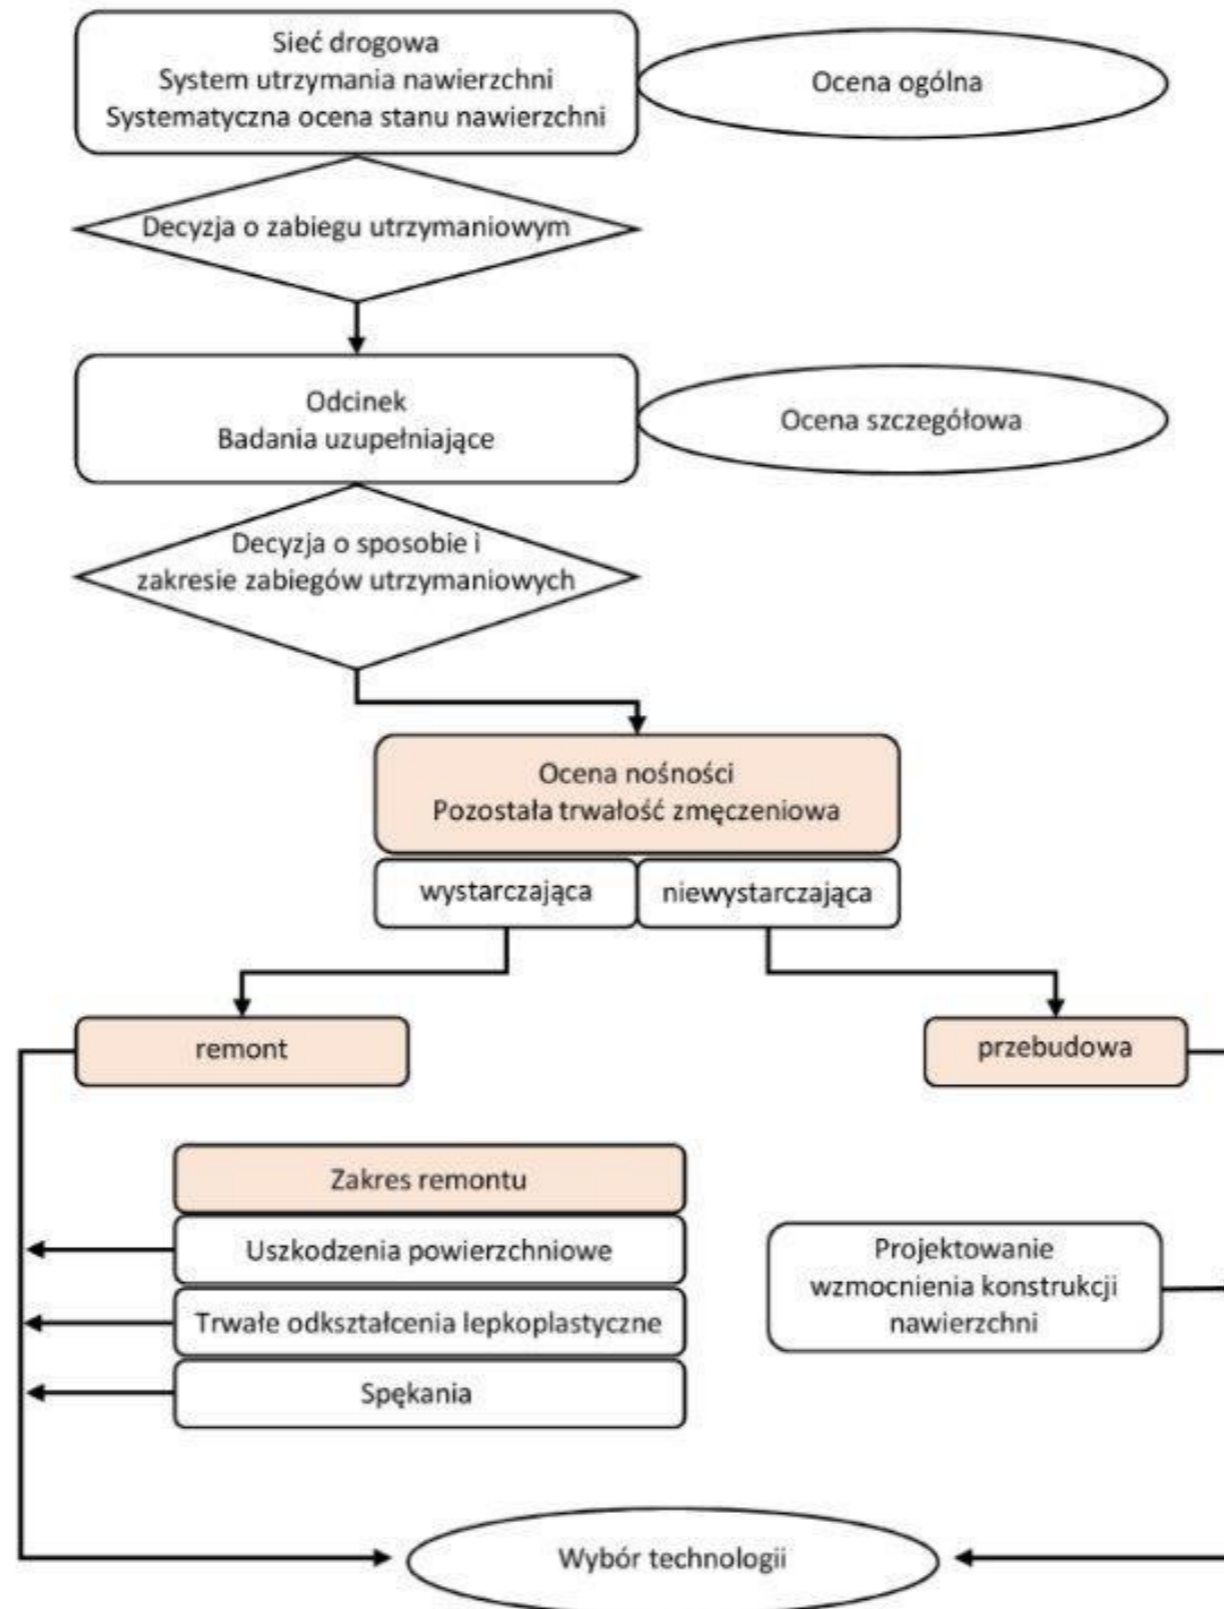 Sieć drogowa
System utrzymania nawierzchni
Systematyczna ocena stanu nawierzchni
Ocena ogólna
Decyzja o zabiegu utrzymaniowym
Odcinek
Badania uzupełniające
Ocena szczegółowa
Decyzja o sposobie i
zakresie zabiegów utrzymaniowych
Ocena nośności
Pozostała trwałość zmęczeniowa
wystarczająca
niewystarczająca
remont
przebudowa
Zakres remontu
Uszkodzenia powierzchniowe
Trwałe odkształcenia lepkoplastyczne
Spękania
Projektowanie
wzmocnienia konstrukcji
nawierzchni
Wybór technologii